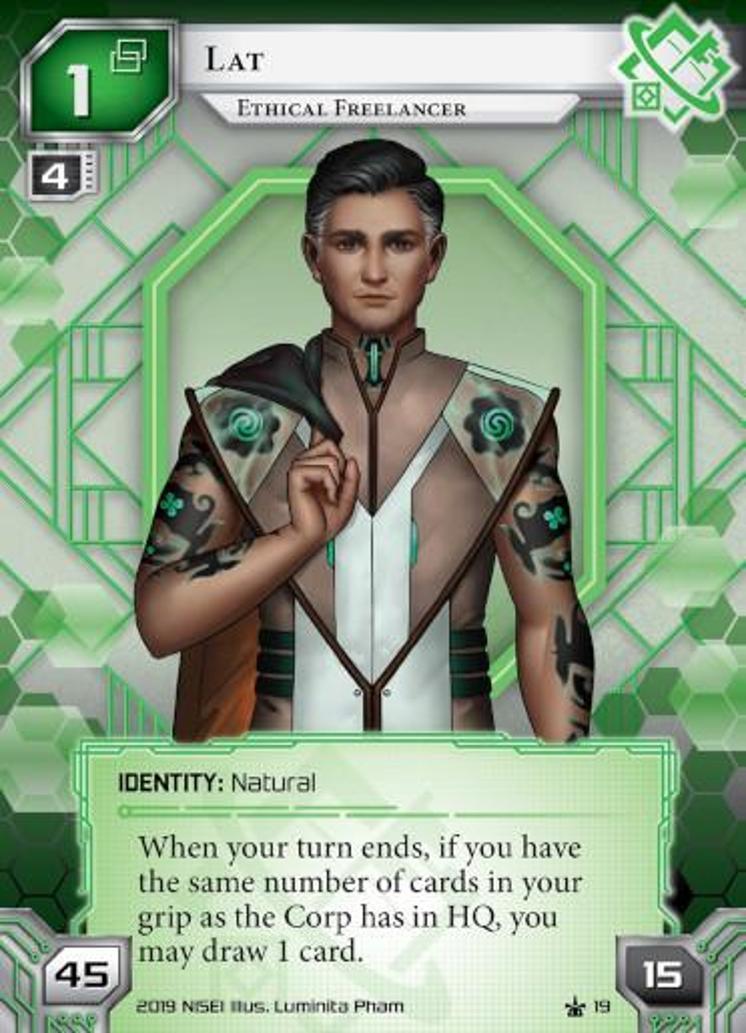 1
LAT
ETHICAL FREELANCER
4
IDENTITY: Natural
When your turn ends, if you have
the same number of cards in your
grip as the Corp has in HQ, you
may draw 1 card.
45
15
2019 NISEI Illus. Luminita Pham
19